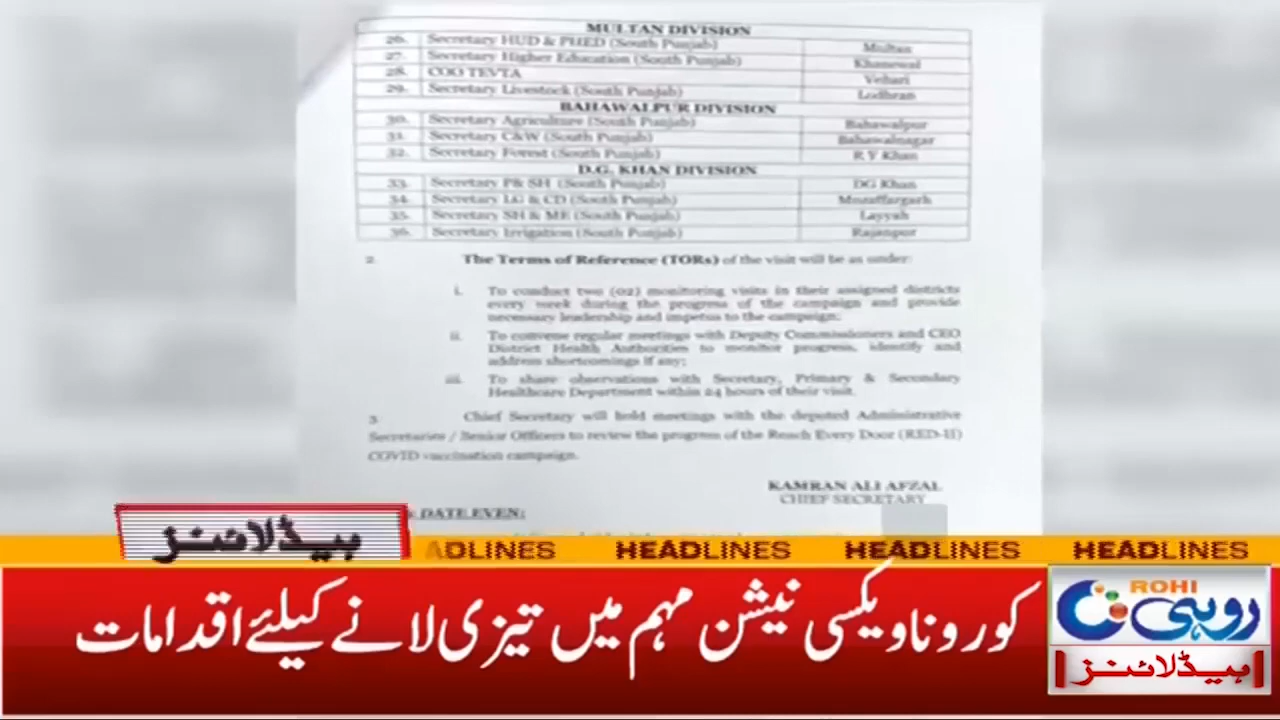 MULTAN DIVISION
26. Secretary HUD & PHED (South Punjab) Multan
27. Secretary Higher Education (South Punjab) Khanewal
28. COO TEVTA Vehari
29. Secretary Livestock (South Punjab) Lodhran
BAHAWALPUR DIVISION
30. Secretary Agriculture (South Punjab) Bahawalpur
31. Secretary C&W (South Punjab) Bahawalnagar
32. Secretary Forest (South Punjab) R Y Khan
D.G. KHAN DIVISION
33. Secretary P& SH (South Punjab) DG Khan
34. Secretary LG & CD (South Punjab) Muzaffargarh
35. Secretary SH & ME (South Punjab) Layyah
36. Secretary Irrigation (South Punjab) Rajanpur
2. The Terms of Reference (TORs) of the visit will be as under:
i. To conduct two (02) monitoring visits in their assigned districts
every week during the progress of the campaign and provide
necessary leadership and impetus to the campaign;
ii. To convene regular meetings with Deputy Commissioners and CEO
District Health Authorities to monitor progress, identify and
address shortcomings if any;
iii. To share observations with Secretary, Primary & Secondary
Healthcare Department within 24 hours of their visit.
3. Chief Secretary will hold meetings with the deputed Administrative
Secretaries / Senior Officers to review the progress of the Reach Every Door (RED-II)
COVID vaccination campaign.
KAMRAN ALI AFZAL
CHIEF SECRETARY
DATE EVEN:
ہیڈلائنز
ADLINES HEADLINES HEADLINES HEADLINES
کورونا ویکسی نیشن مہم میں تیزی لانے کیلئے اقدامات
ROHI
روہی
ہیڈلائنز